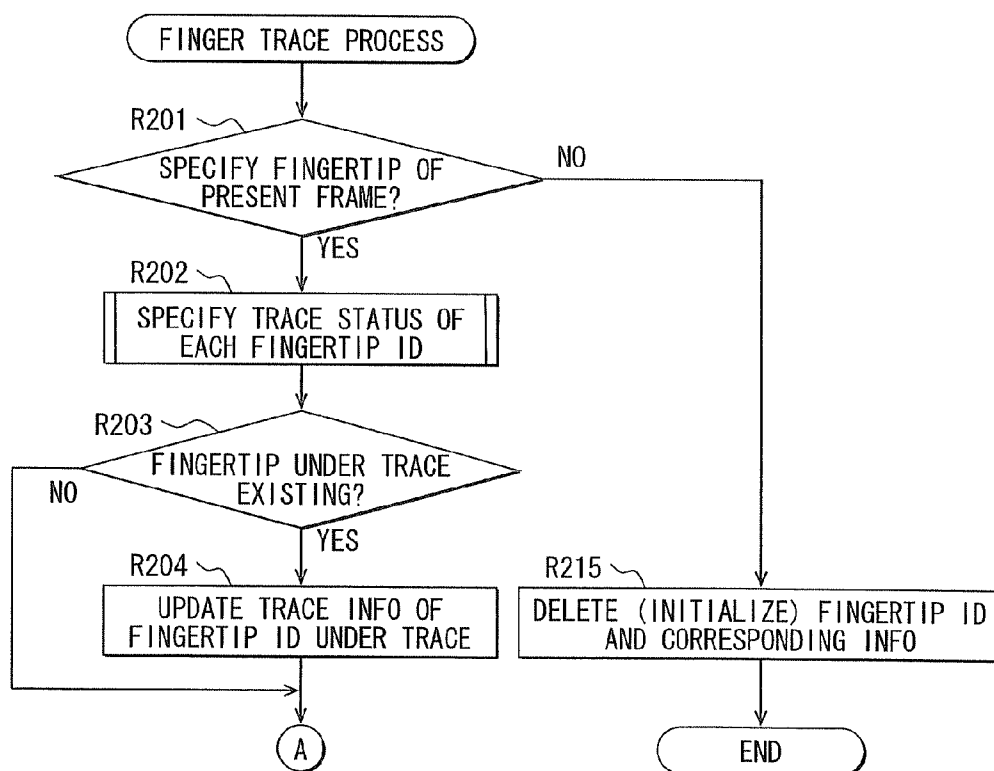 FINGER TRACE PROCESS
R201
SPECIFY FINGERTIP OF
PRESENT FRAME?
NO
YES
R202
SPECIFY TRACE STATUS OF
EACH FINGERTIP ID
R203
FINGERTIP UNDER TRACE
EXISTING?
NO
YES
R204
UPDATE TRACE INFO OF
FINGERTIP ID UNDER TRACE
R215
DELETE (INITIALIZE) FINGERTIP ID
AND CORRESPONDING INFO
A
END